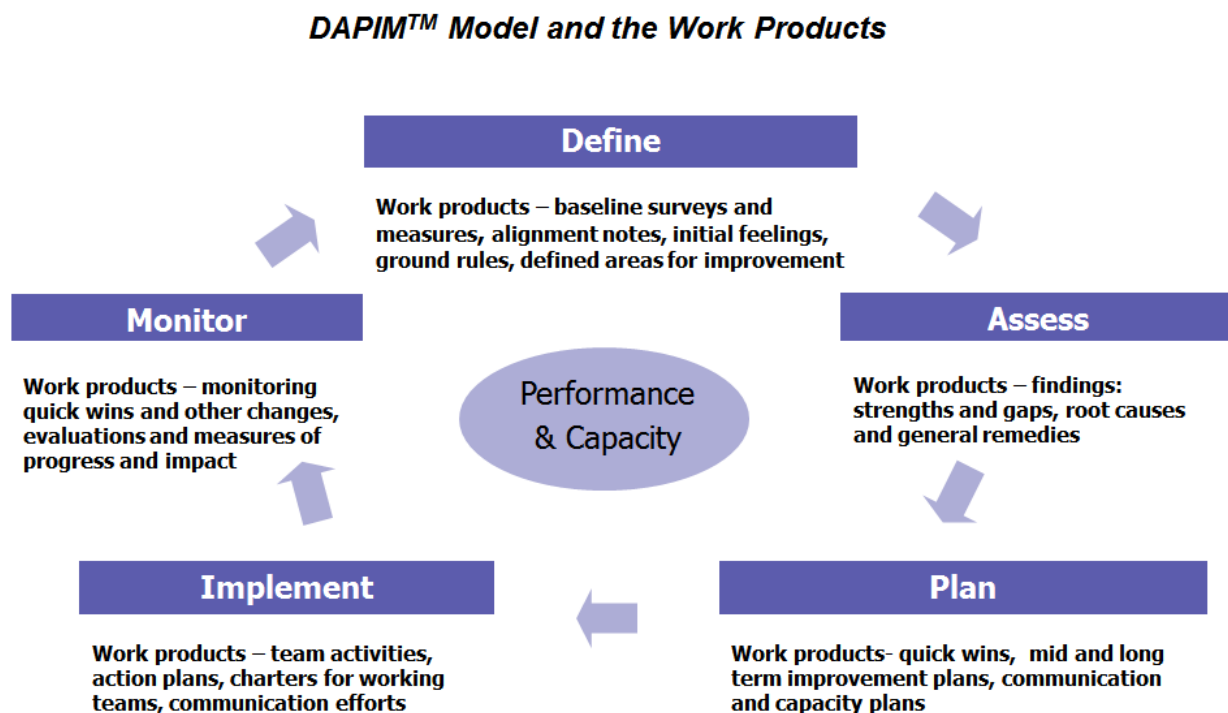 DAPIM™ Model and the Work Products
Define
Work products – baseline surveys and
measures, alignment notes, initial feelings,
ground rules, defined areas for improvement
Assess
Work products – findings:
strengths and gaps, root causes
and general remedies
Plan
Work products- quick wins, mid and long
term improvement plans, communication
and capacity plans
Implement
Work products – team activities,
action plans, charters for working
teams, communication efforts
Monitor
Work products – monitoring
quick wins and other changes,
evaluations and measures of
progress and impact
Performance
& Capacity